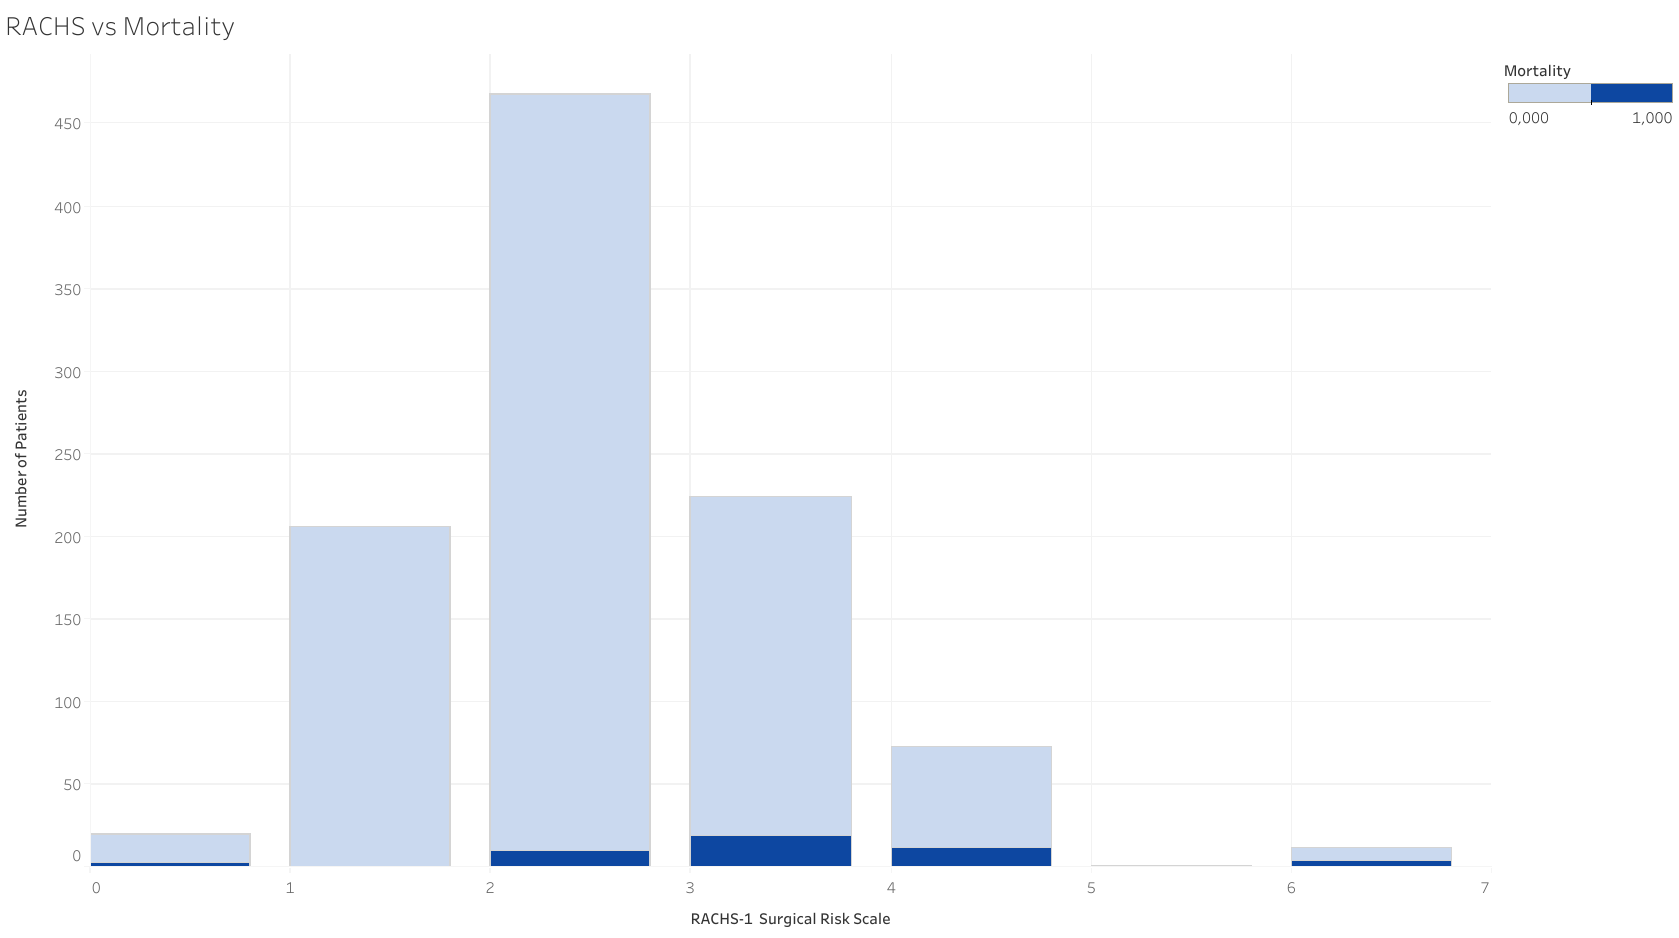 RACHS vs Mortality
Mortality
0,000 1,000
Number of Patients
450
400
350
300
250
200
150
100
50
0
0 1 2 3 4 5 6 7
RACHS-1 Surgical Risk Scale